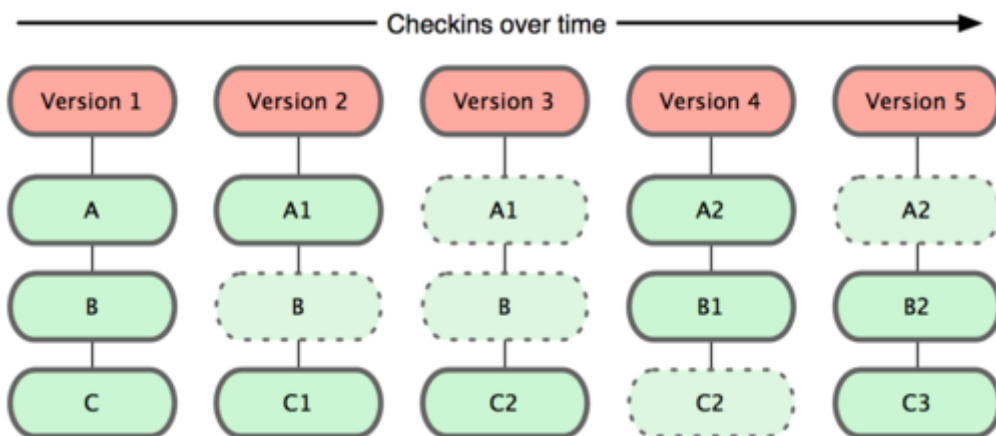 Checkins over time
Version 1 Version 2 Version 3 Version 4 Version 5
A A1 A1 A2 A2
B B B B1 B2
C C1 C2 C2 C3